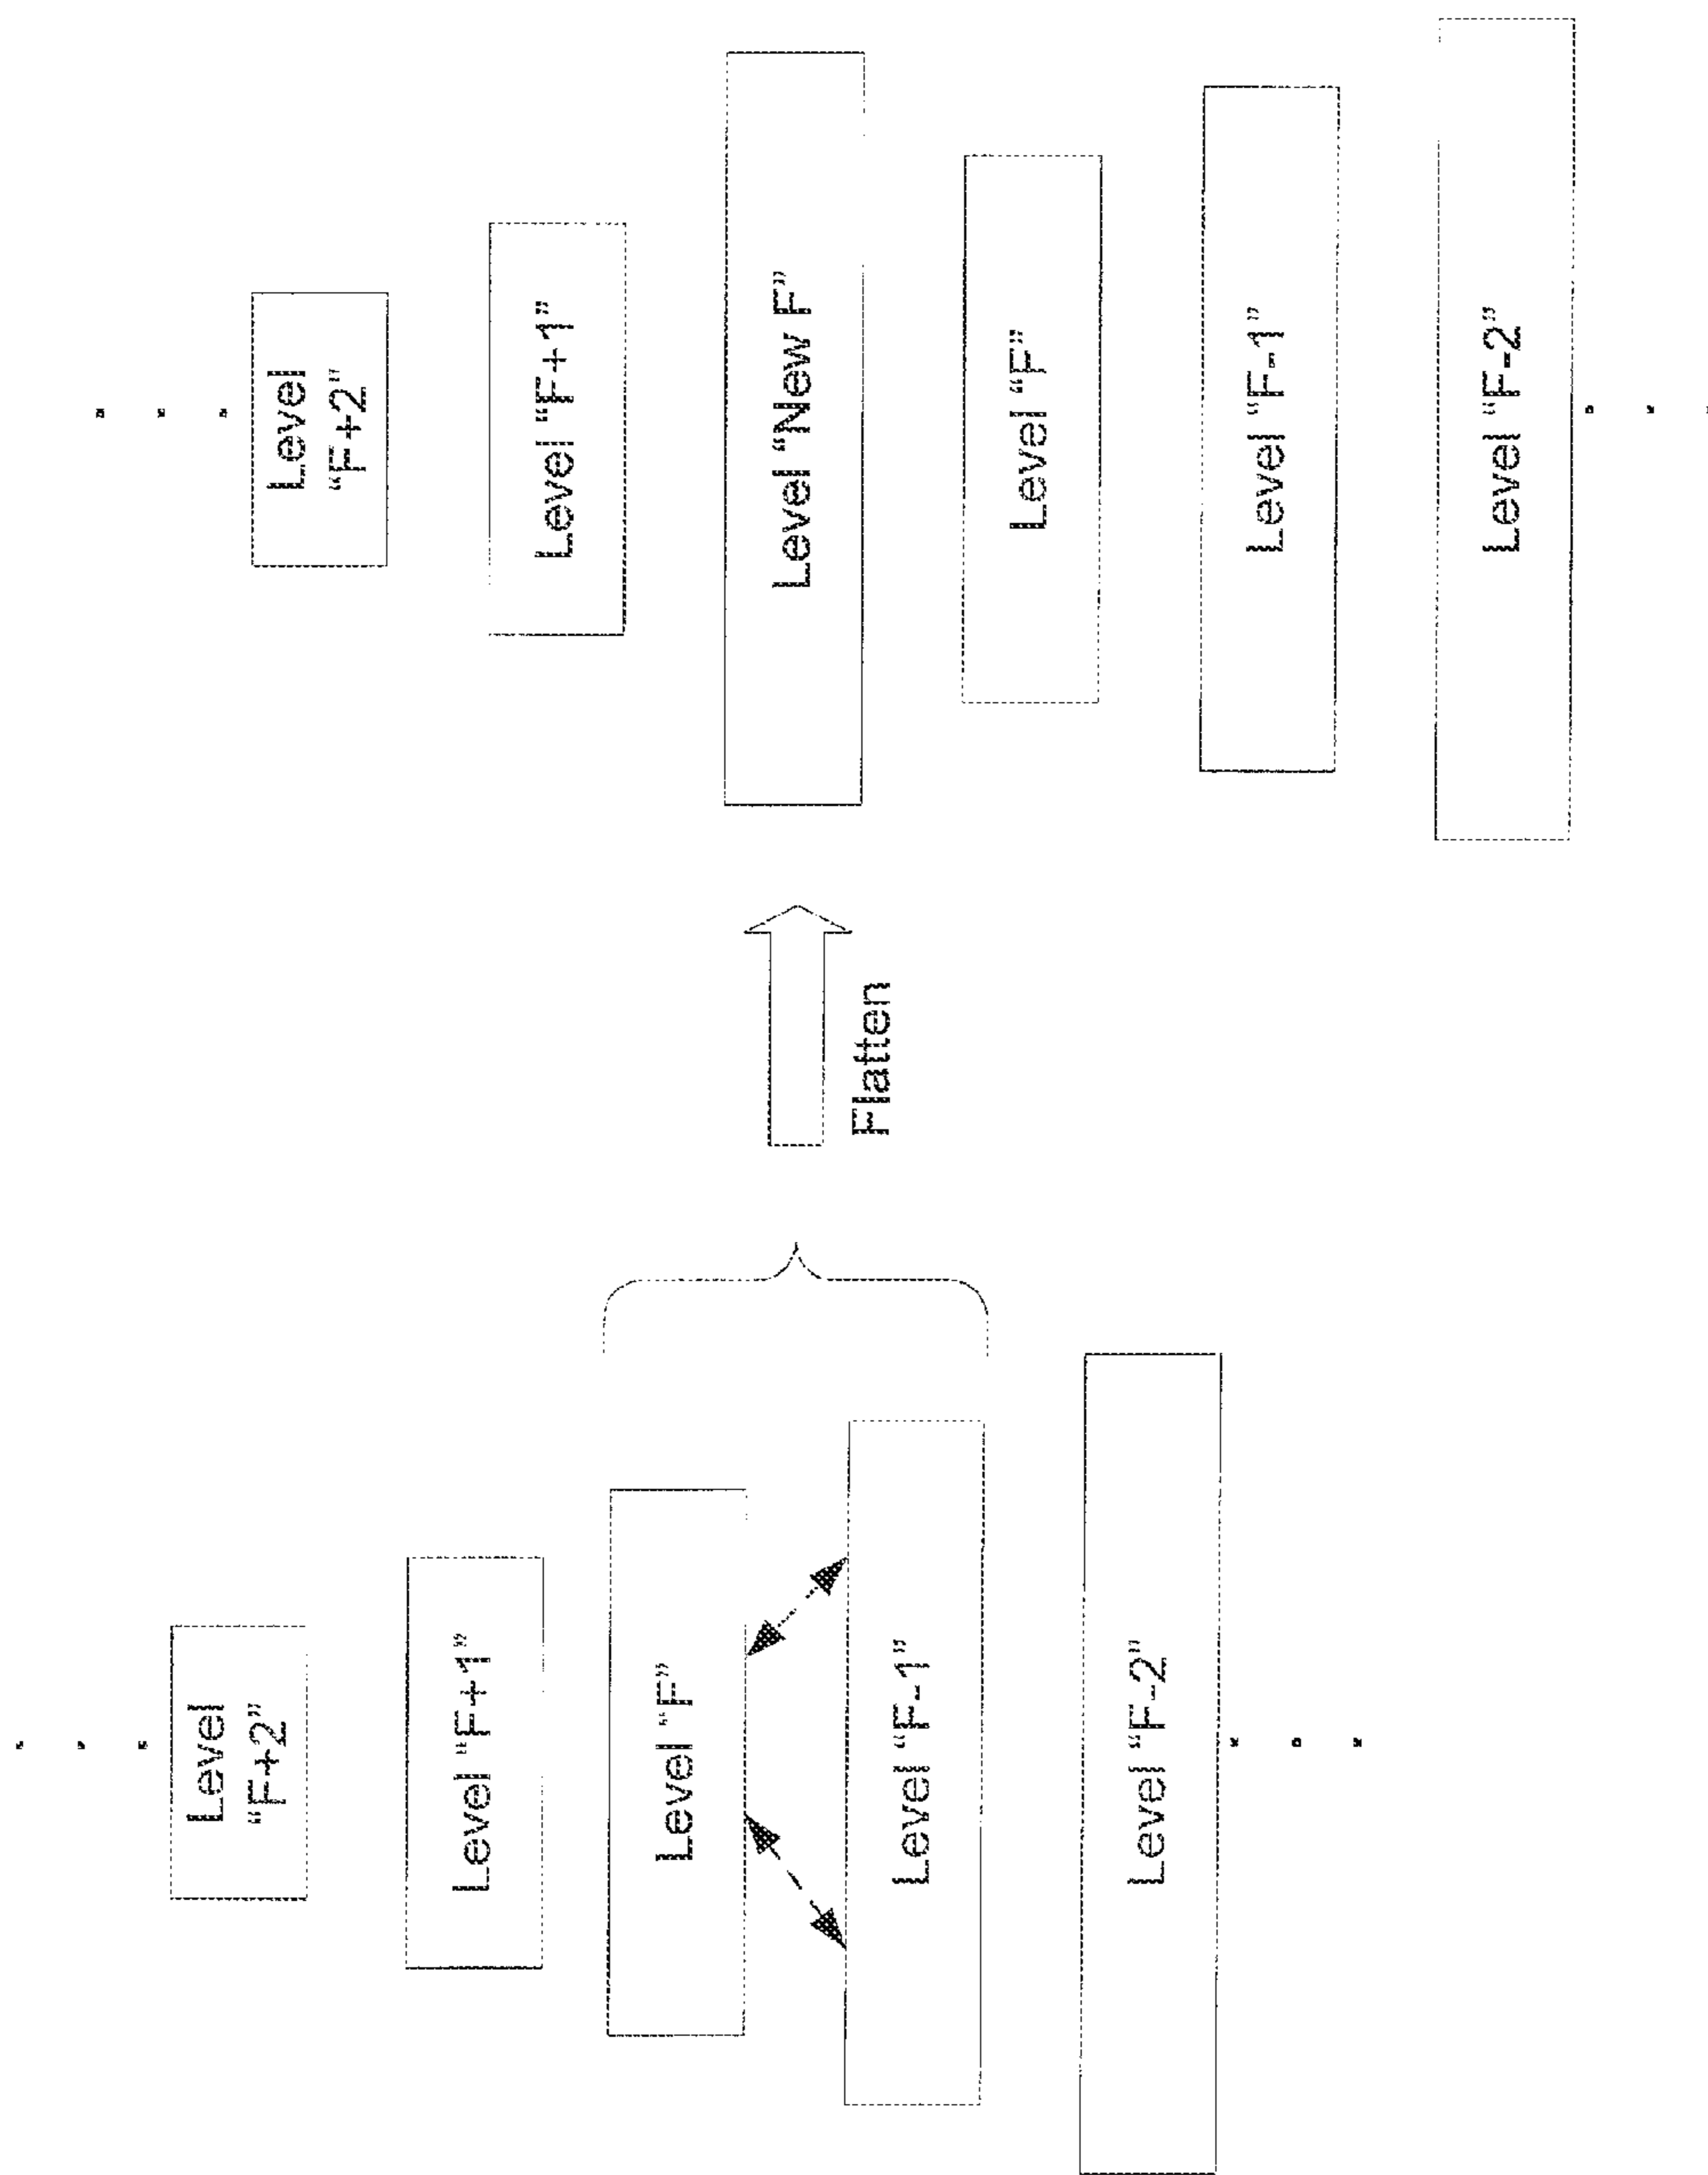 Level
“F+2”
Level “F+1”
Level “F”
Level “F-1”
Level “F-2”
Flatten
Level
“F+2”
Level “F+1”
Level “New F”
Level “F”
Level “F-1”
Level “F-2”